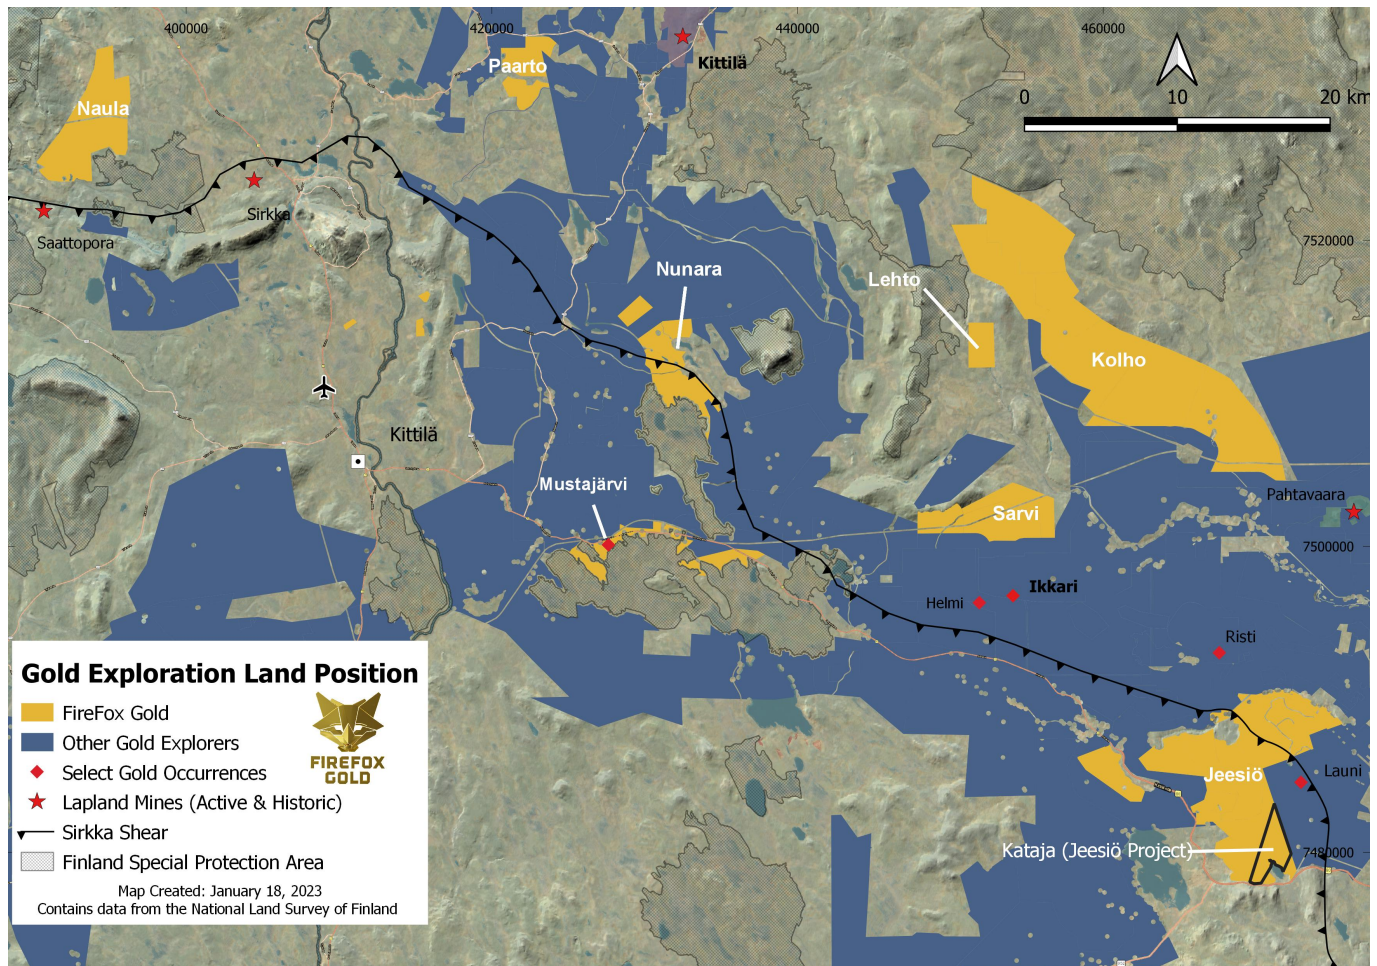 400000
420000
440000
460000
Paarto
Kittilä
Naula
0
10
20 km
Sirkka
Saattopora
7520000
Nunara
Lehto
Kolho
Kittilä
Mustajärvi
Pahtavaara
Sarvi
7500000
Helmi
Ikkari
Risti
Jeesiö
Launi
Kataja (Jeesiö Project)
7480000
Gold Exploration Land Position
FireFox Gold
Other Gold Explorers
Select Gold Occurrences
FIREFOX
GOLD
Lapland Mines (Active & Historic)
Sirkka Shear
Finland Special Protection Area
Map Created: January 18, 2023
Contains data from the National Land Survey of Finland